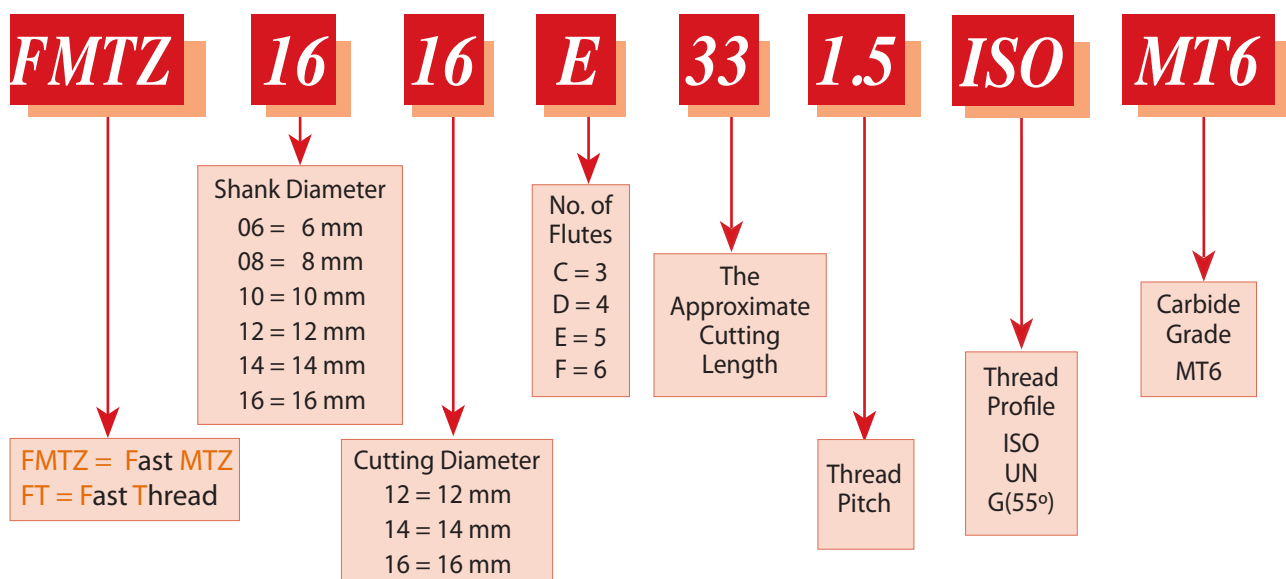 FMTZ 16 16 E 33 1.5 ISO MT6
Shank Diameter
06 = 6 mm
08 = 8 mm
10 = 10 mm
12 = 12 mm
14 = 14 mm
16 = 16 mm
No. of
Flutes
C = 3
D = 4
E = 5
F = 6
The
Approximate
Cutting
Length
Carbide
Grade
MT6
Thread
Profile
ISO
UN
G(55º)
FMTZ = Fast MTZ
FT = Fast Thread
Cutting Diameter
12 = 12 mm
14 = 14 mm
16 = 16 mm
Thread
Pitch